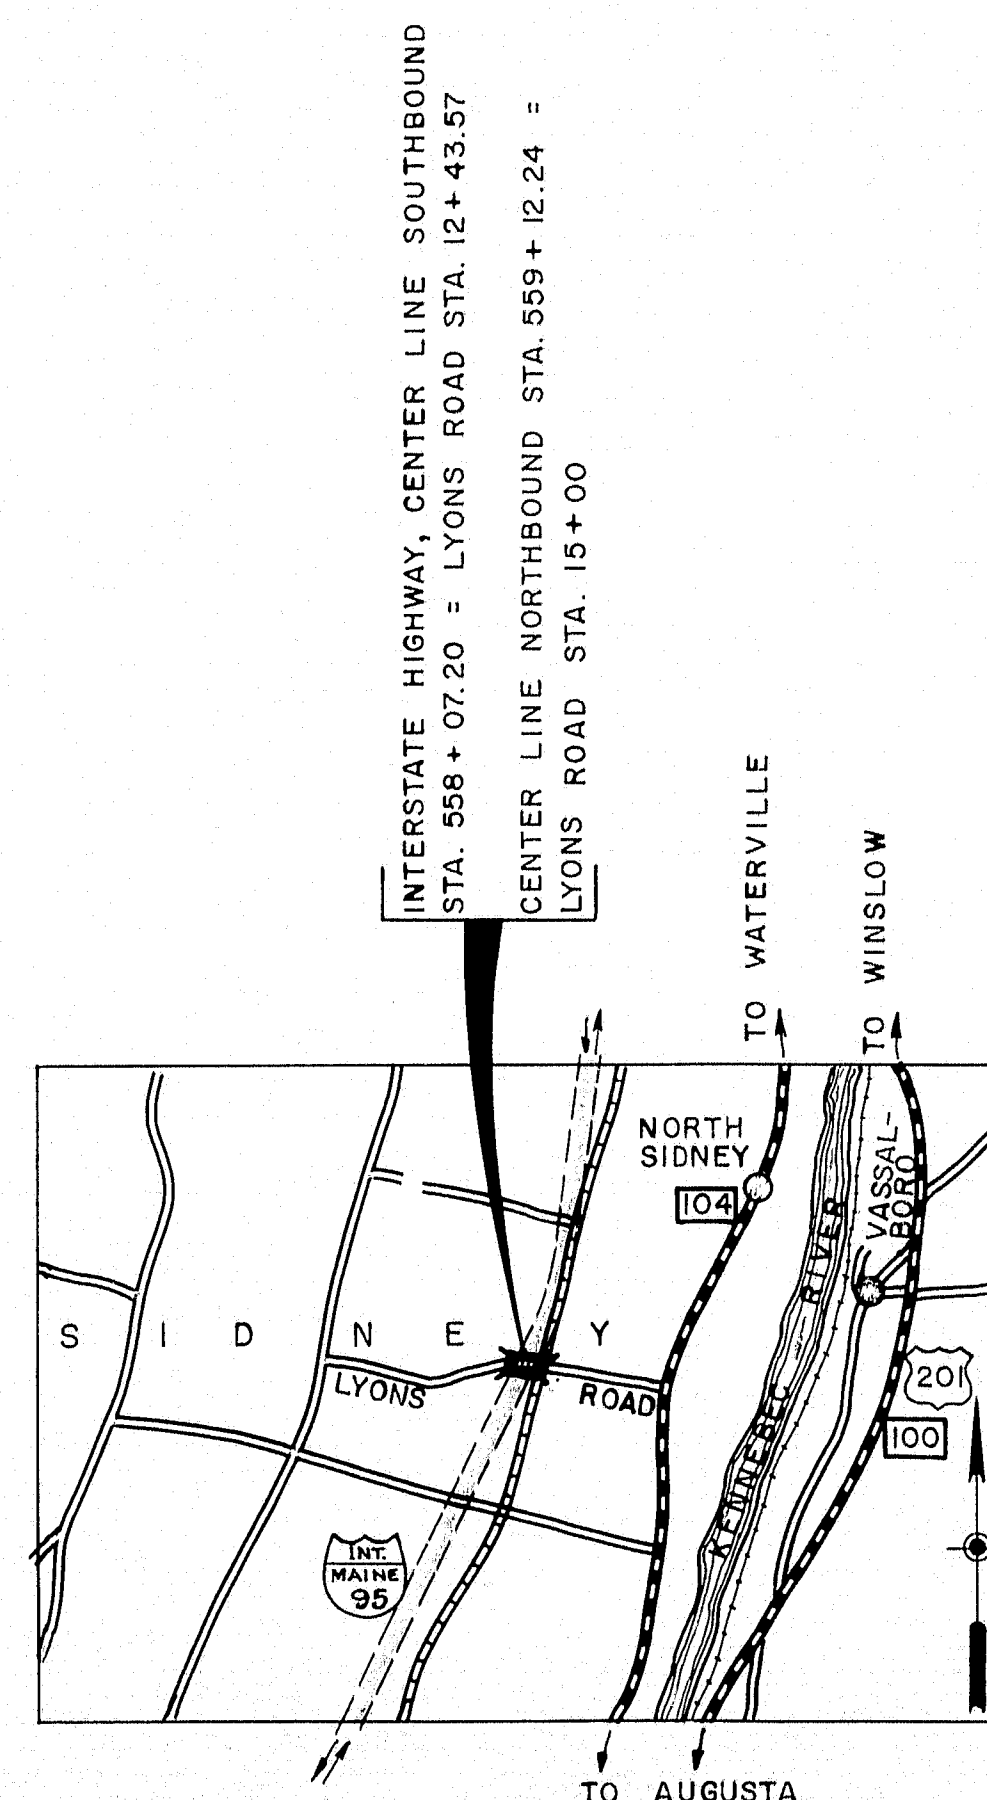 INTERSTATE HIGHWAY, CENTER LINE SOUTHBOUND
STA. 558 + 07.20 = LYONS ROAD STA. 12 + 43.57
CENTER LINE NORTHBOUND STA. 559 + 12.24 =
LYONS ROAD STA. 15 + 00
TO WATERVILLE
TO WINSLOW
NORTH
SIDNEY
104
VASSAL-
BORO
RIVER
SIDNEY
LYONS
ROAD
201
KENNEBEC
100
INT.
MAINE
95
TO AUGUSTA